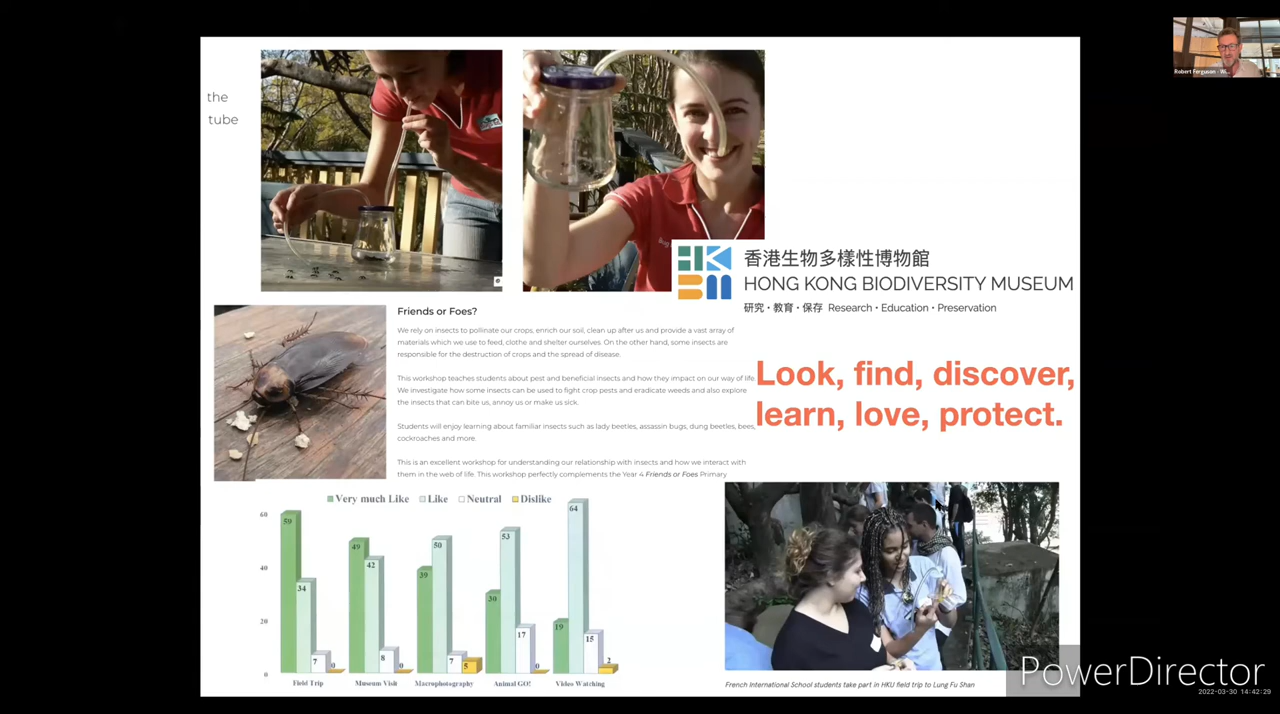 the
tube
Robert Ferguson - Wi...
香港生物多樣性博物館
HONG KONG BIODIVERSITY MUSEUM
研究・教育・保存 Research • Education • Preservation
Friends or Foes?
We rely on insects to pollinate our crops, enrich our soil, clean up after us and provide a vast array of
materials which we use to feed, clothe and shelter ourselves. On the other hand, some insects are
responsible for the destruction of crops and the spread of disease.
This workshop teaches students about pest and beneficial insects and how they impact on our way of life.
We investigate how some insects can be used to fight crop pests and eradicate weeds and also explore
the insects that can bite us, annoy us or make us sick.
Students will enjoy learning about familiar insects such as lady beetles, assassin bugs, dung beetles, bees,
cockroaches and more.
This is an excellent workshop for understanding our relationship with insects and how we interact with
them in the web of life. This workshop perfectly complements the Year 4 Friends or Foes Primary
Look, find, discover,
learn, love, protect.
Very much Like Like Neutral Dislike
60
40
20
0
59 34 7 0
49 42 8 0
39 50 7 5
30 53 17 0
19 64 15 2
Field Trip Museum Visit Macrophotography Animal GO! Video Watching
French International School students take part in HKU field trip to Lung Fu Shan
PowerDirector
2022-03-30 14:42:29